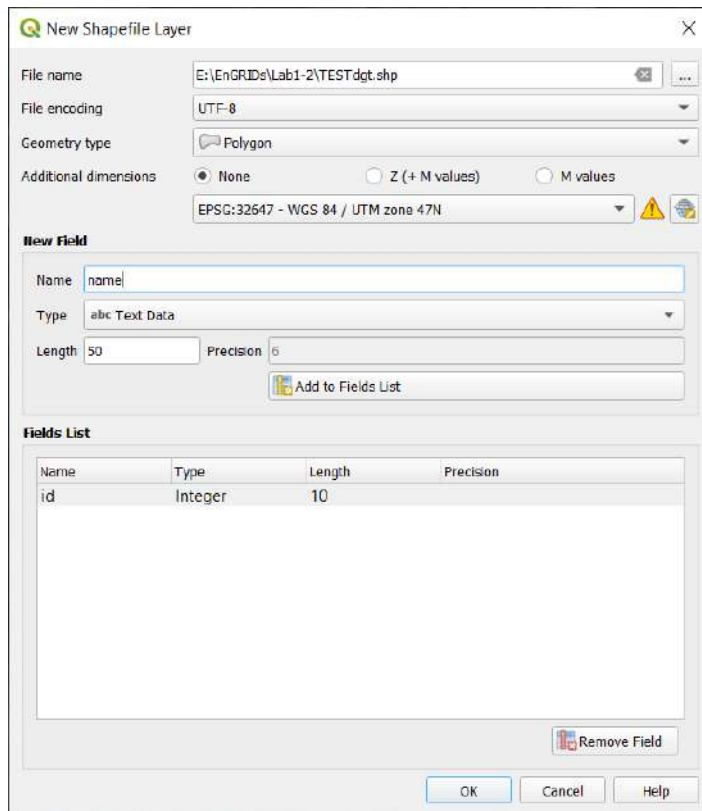 New Shapefile Layer
File name E:\EnGRIDs\Lab1-2\TESTdgt.shp ...
File encoding UTF-8
Geometry type Polygon
Additional dimensions None Z (+ M values) M values
EPSG:32647 - WGS 84 / UTM zone 47N
New Field
Name name
Type abc Text Data
Length 50 Precision 6
Add to Fields List
Fields List
Name Type Length Precision
id Integer 10
Remove Field
OK Cancel Help